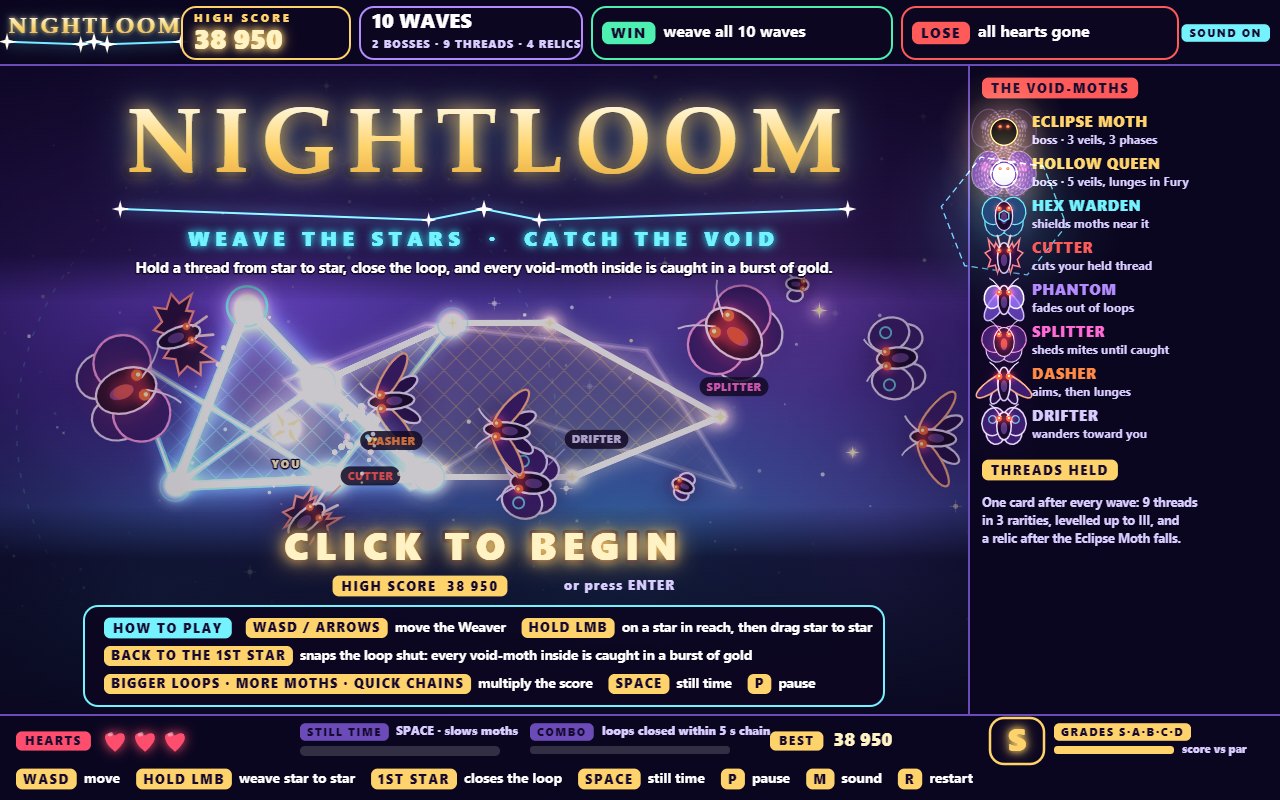 NIGHTLOOM
HIGH SCORE
38 950
10 WAVES
2 BOSSES · 9 THREADS · 4 RELICS
WIN weave all 10 waves
LOSE all hearts gone
SOUND ON
NIGHTLOOM
WEAVE THE STARS · CATCH THE VOID
Hold a thread from star to star, close the loop, and every void-moth inside is caught in a burst of gold.
SPLITTER
DASHER
DRIFTER
YOU
CUTTER
CLICK TO BEGIN
HIGH SCORE 38 950
or press ENTER
HOW TO PLAY WASD / ARROWS move the Weaver HOLD LMB on a star in reach, then drag star to star
BACK TO THE 1ST STAR snaps the loop shut: every void-moth inside is caught in a burst of gold
BIGGER LOOPS · MORE MOTHS · QUICK CHAINS multiply the score SPACE still time P pause
THE VOID-MOTHS
ECLIPSE MOTH
boss · 3 veils, 3 phases
HOLLOW QUEEN
boss · 5 veils, lunges in Fury
HEX WARDEN
shields moths near it
CUTTER
cuts your held thread
PHANTOM
fades out of loops
SPLITTER
sheds mites until caught
DASHER
aims, then lunges
DRIFTER
wanders toward you
THREADS HELD
One card after every wave: 9 threads
in 3 rarities, levelled up to III, and
a relic after the Eclipse Moth falls.
HEARTS
STILL TIME SPACE · slows moths
COMBO loops closed within 5 s chain
BEST 38 950
S
GRADES S·A·B·C·D
score vs par
WASD move HOLD LMB weave star to star 1ST STAR closes the loop SPACE still time P pause M sound R restart